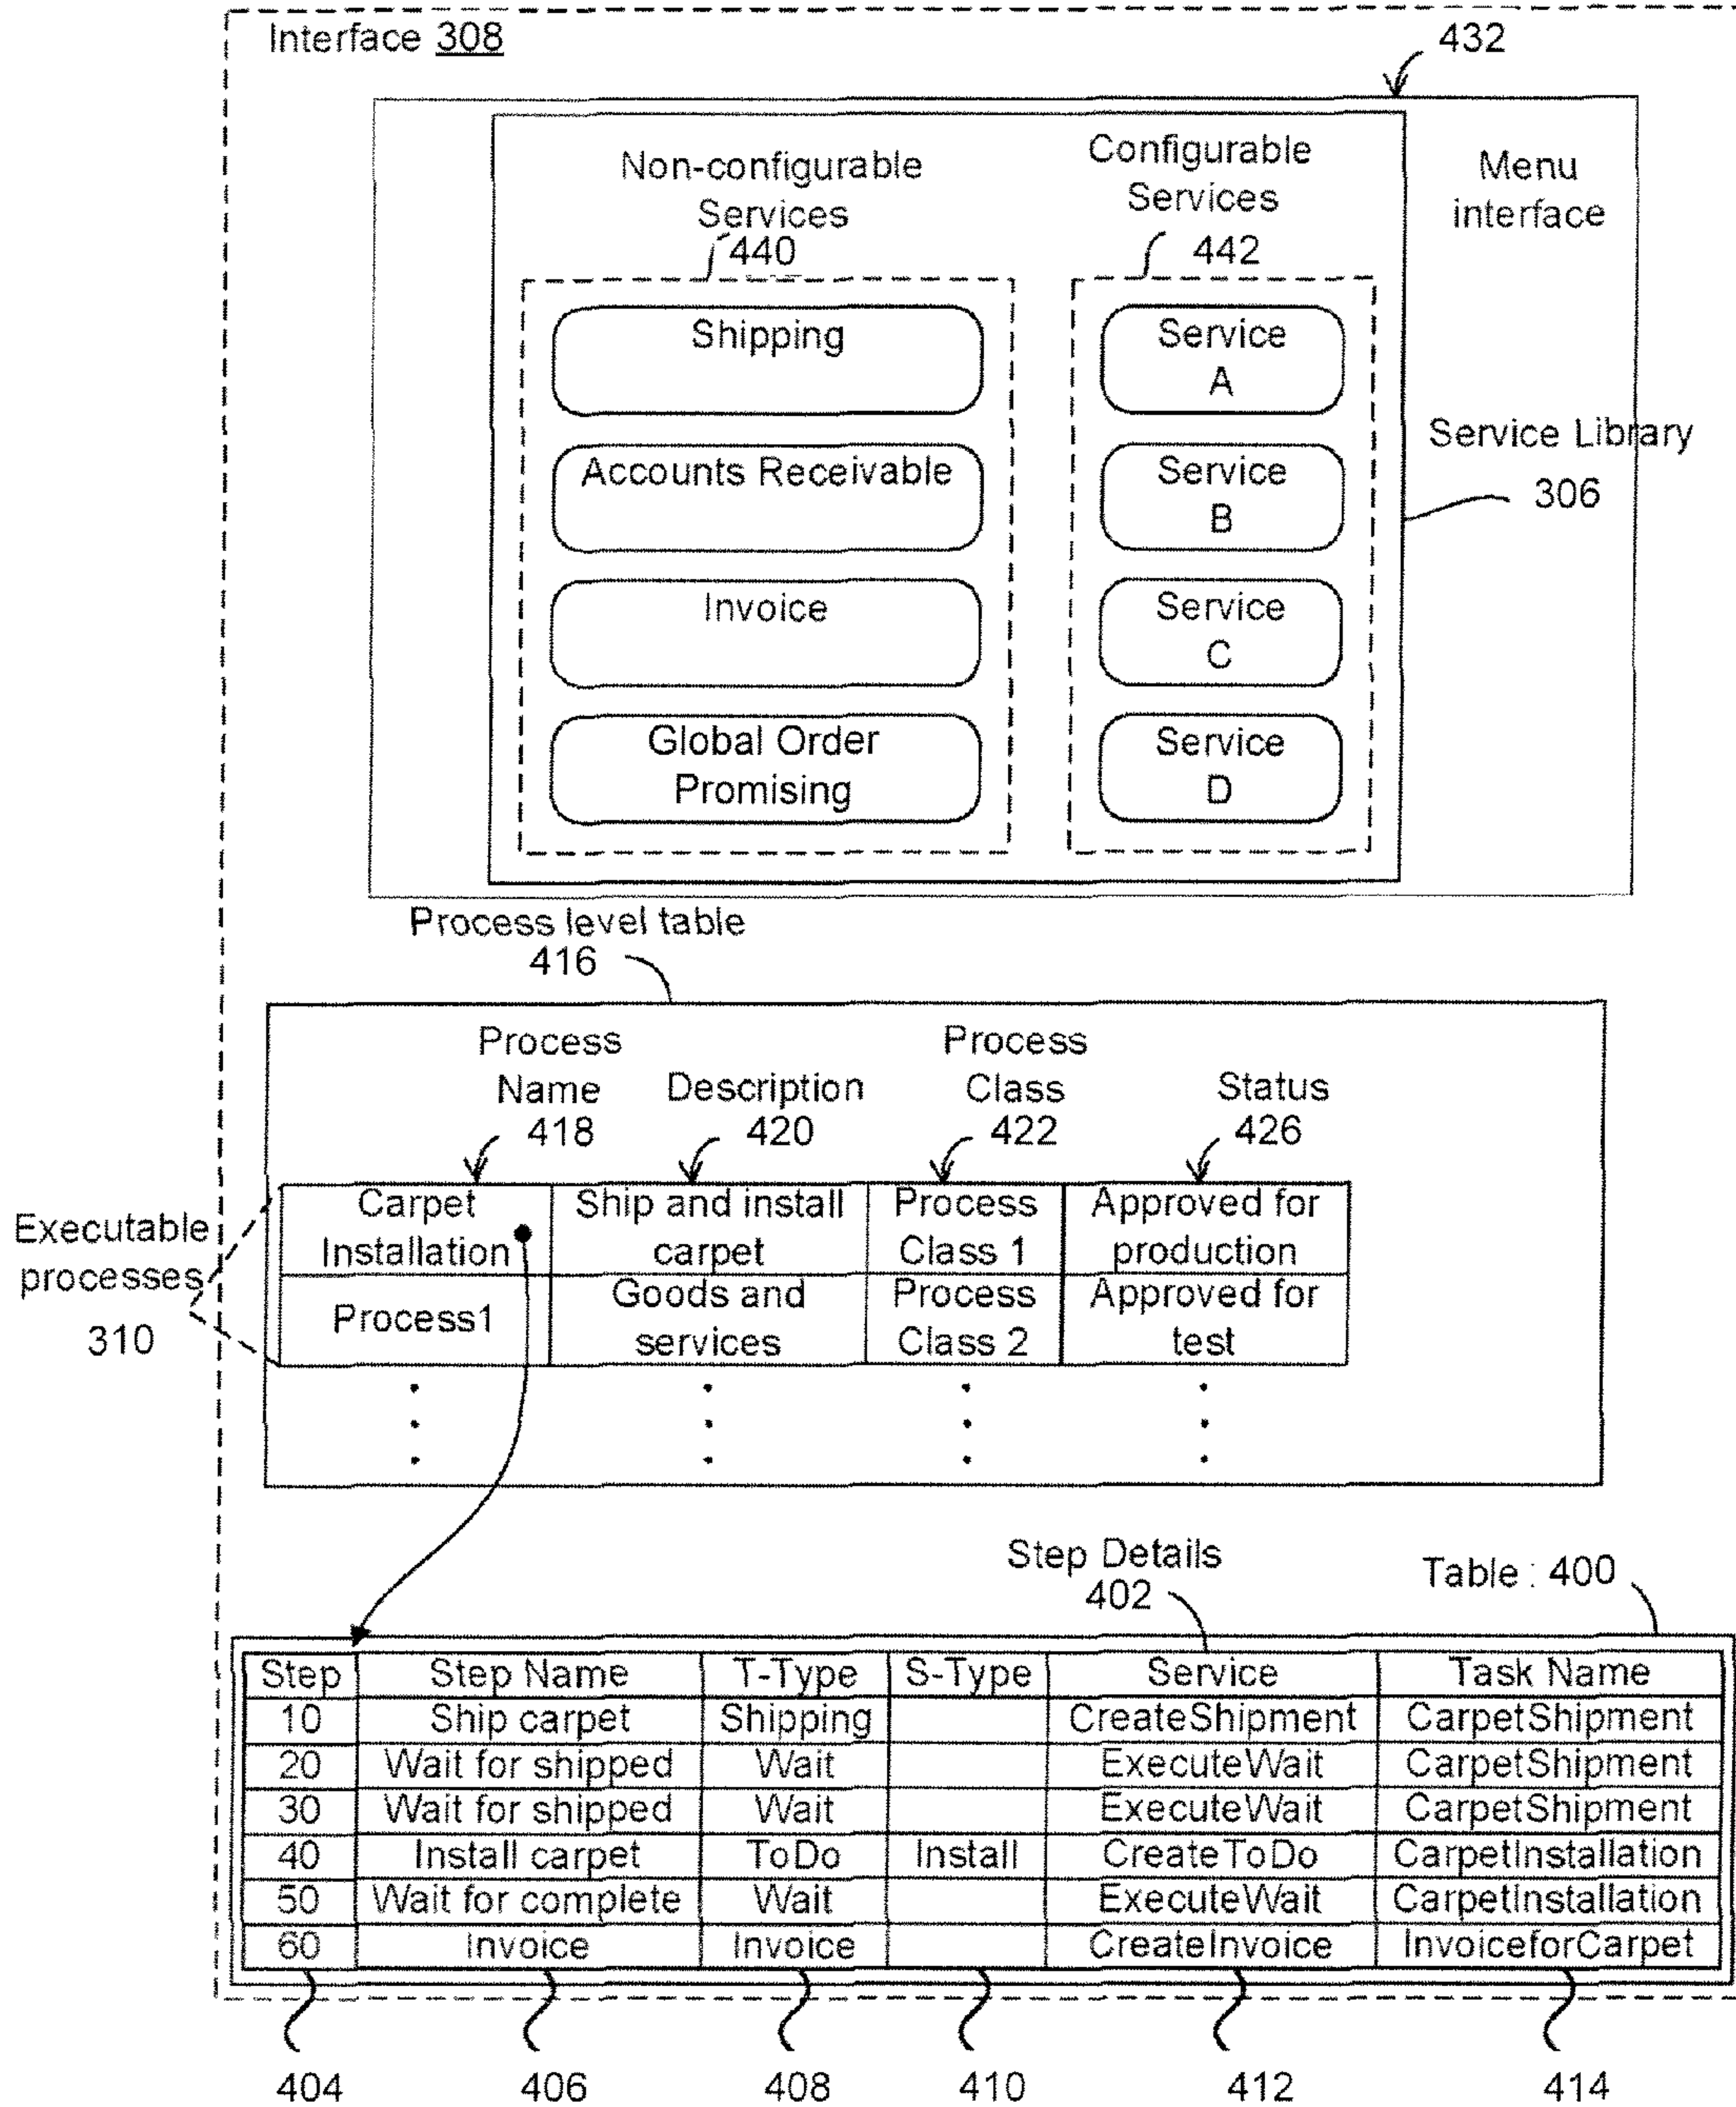 Interface 308
432
Non-configurable
Services
440
Configurable
Services
442
Menu
interface
Shipping
Accounts Receivable
Invoice
Global Order
Promising
Service
A
Service
B
Service
C
Service
D
Service Library
306
Process level table
416
Process
Name
418
Description
420
Process
Class
422
Status
426
Executable
processes
310
Carpet
Installation
Ship and install
carpet
Process
Class 1
Approved for
production
Process1
Goods and
services
Process
Class 2
Approved for
test
Step Details
402
Table : 400
Step Step Name T-Type S-Type Service Task Name
10 Ship carpet Shipping CreateShipment CarpetShipment
20 Wait for shipped Wait ExecuteWait CarpetShipment
30 Wait for shipped Wait ExecuteWait CarpetShipment
40 Install carpet ToDo Install CreateToDo CarpetInstallation
50 Wait for complete Wait ExecuteWait CarpetInstallation
60 Invoice Invoice CreateInvoice InvoiceforCarpet
404 406 408 410 412 414